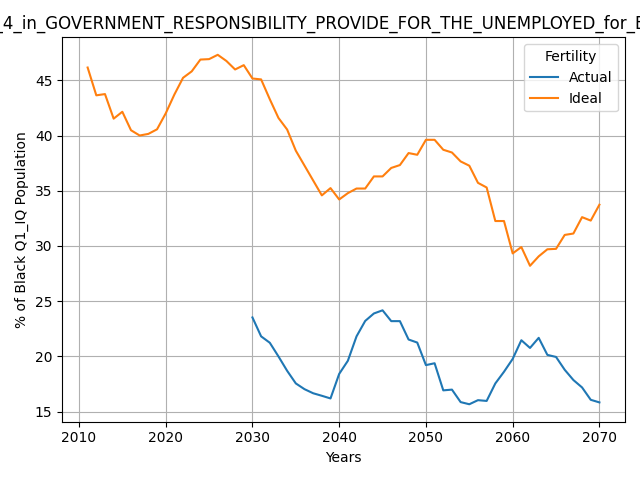 _4_in_GOVERNMENT_RESPONSIBILITY_PROVIDE_FOR_THE_UNEMPLOYED_for_
Fertility
Actual
Ideal
% of Black Q1_IQ Population
45
40
35
30
25
20
15
2010 2020 2030 2040 2050 2060 2070
Years